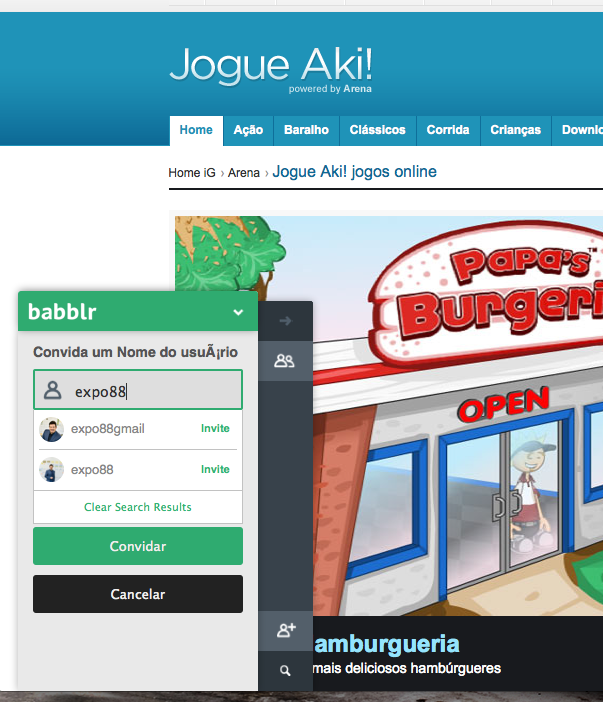 Jogue Aki!
powered by Arena
Home Ação Baralho Clássicos Corrida Crianças Downlo
Home iG › Arena › Jogue Aki! jogos online
Papa's
Burgeri
OPEN
babblr
Convida um Nome do usuÃ¡rio
expo88
expo88gmail Invite
expo88 Invite
Clear Search Results
Convidar
Cancelar
amburgueria
mais deliciosos hambúrgueres